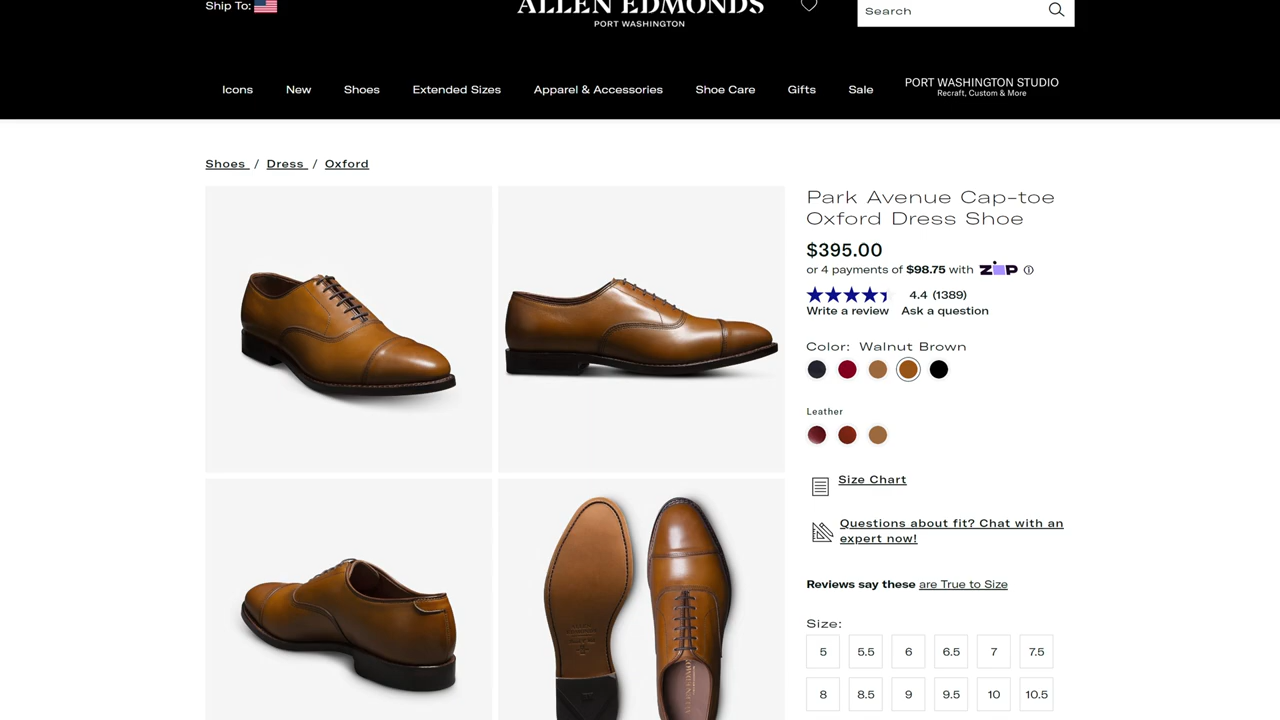 Ship To:
ALLEN EDMONDS
PORT WASHINGTON
Search
Icons
New
Shoes
Extended Sizes
Apparel & Accessories
Shoe Care
Gifts
Sale
PORT WASHINGTON STUDIO
Recraft, Custom & More
Shoes / Dress / Oxford
Park Avenue Cap-toe
Oxford Dress Shoe
$395.00
or 4 payments of $98.75 with ZIP
4.4 (1389)
Write a review Ask a question
Color: Walnut Brown
Leather
Size Chart
Questions about fit? Chat with an
expert now!
Reviews say these are True to Size
Size:
5 5.5 6 6.5 7 7.5
8 8.5 9 9.5 10 10.5